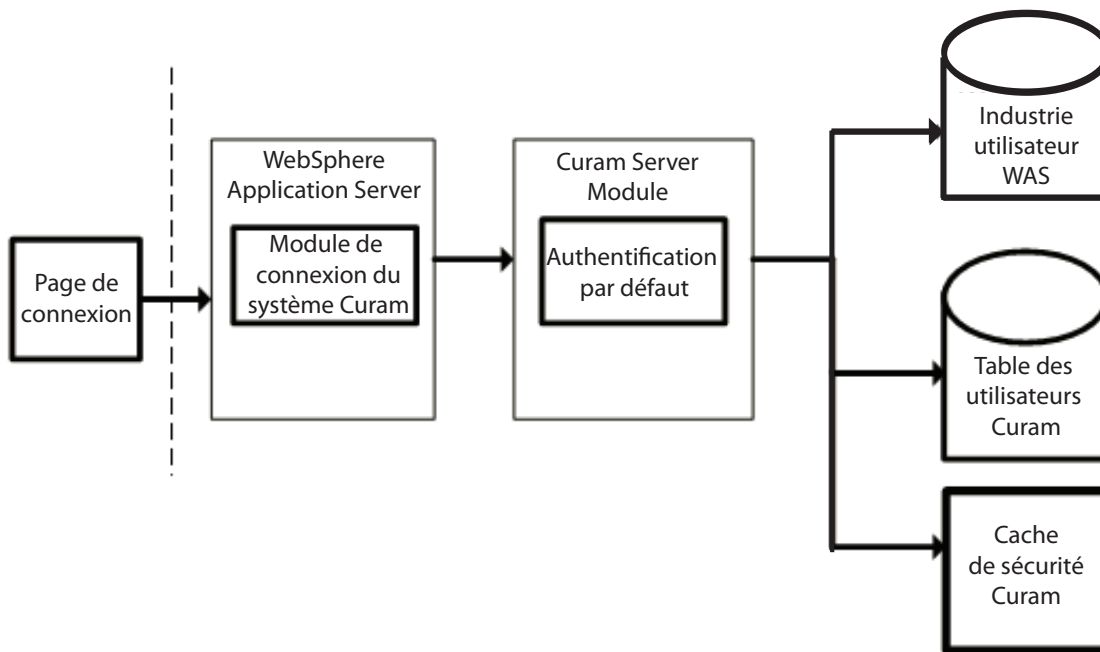 Page de
connexion
WebSphere
Application Server
Module de
connexion du
système Curam
Curam Server
Module
Authentification
par défaut
Industrie
utilisateur
WAS
Table des
utilisateurs
Curam
Cache
de sécurité
Curam